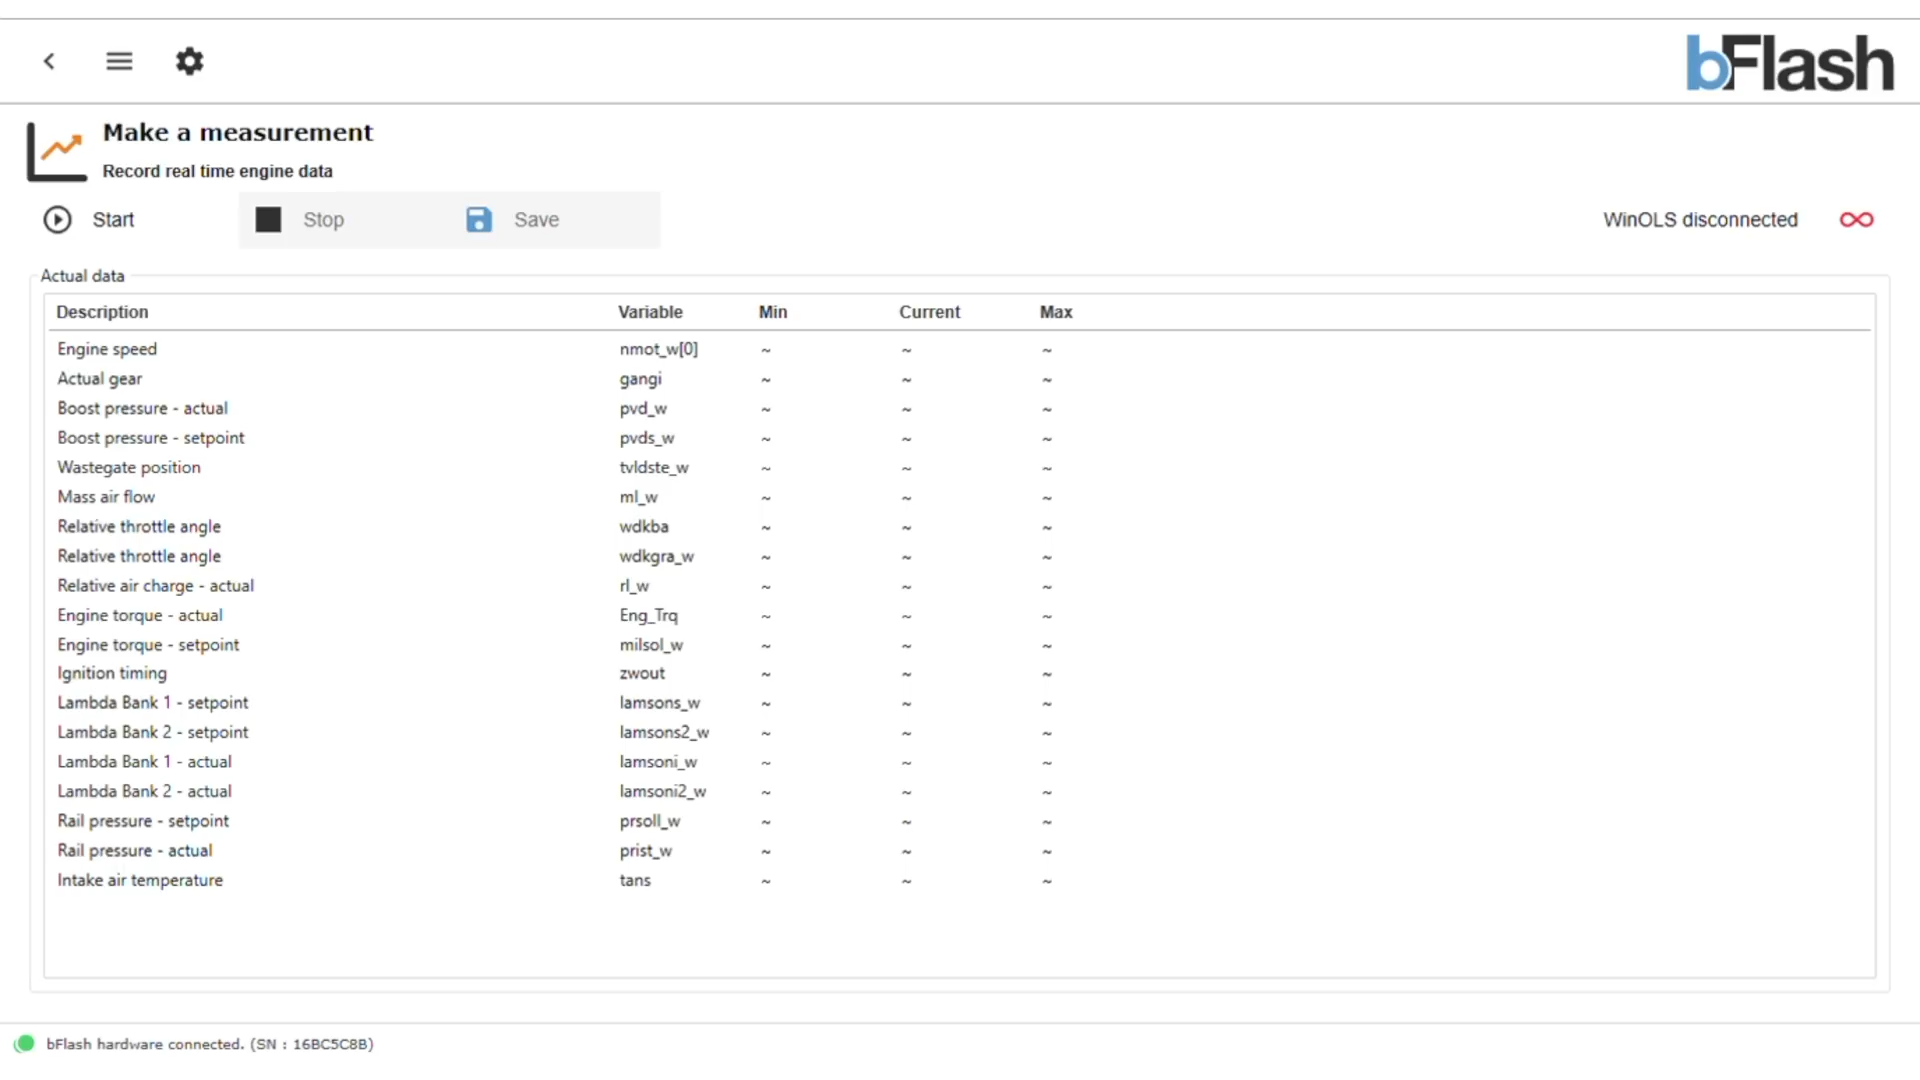 bFlash
Make a measurement
Record real time engine data
Start Stop Save WinOLS disconnected
Actual data
Description Variable Min Current Max
Engine speed nmot_w[0] ~ ~ ~
Actual gear gangi ~ ~ ~
Boost pressure - actual pvd_w ~ ~ ~
Boost pressure - setpoint pvds_w ~ ~ ~
Wastegate position tvldste_w ~ ~ ~
Mass air flow ml_w ~ ~ ~
Relative throttle angle wdkba ~ ~ ~
Relative throttle angle wdkgra_w ~ ~ ~
Relative air charge - actual rl_w ~ ~ ~
Engine torque - actual Eng_Trq ~ ~ ~
Engine torque - setpoint milsol_w ~ ~ ~
Ignition timing zwout ~ ~ ~
Lambda Bank 1 - setpoint lamsons_w ~ ~ ~
Lambda Bank 2 - setpoint lamsons2_w ~ ~ ~
Lambda Bank 1 - actual lamsoni_w ~ ~ ~
Lambda Bank 2 - actual lamsoni2_w ~ ~ ~
Rail pressure - setpoint prsoll_w ~ ~ ~
Rail pressure - actual prist_w ~ ~ ~
Intake air temperature tans ~ ~ ~
bFlash hardware connected. (SN : 16BC5C8B)